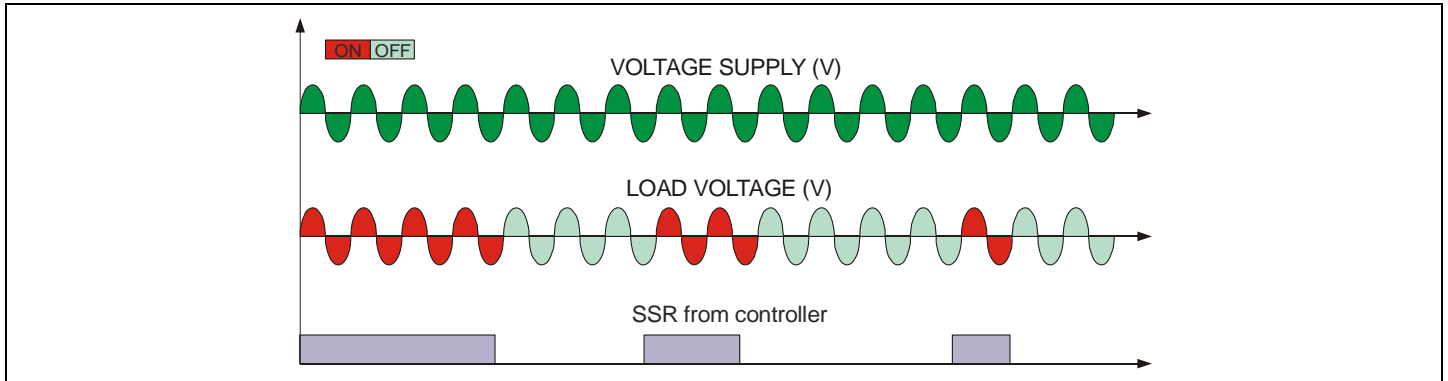 ON OFF
VOLTAGE SUPPLY (V)
LOAD VOLTAGE (V)
SSR from controller